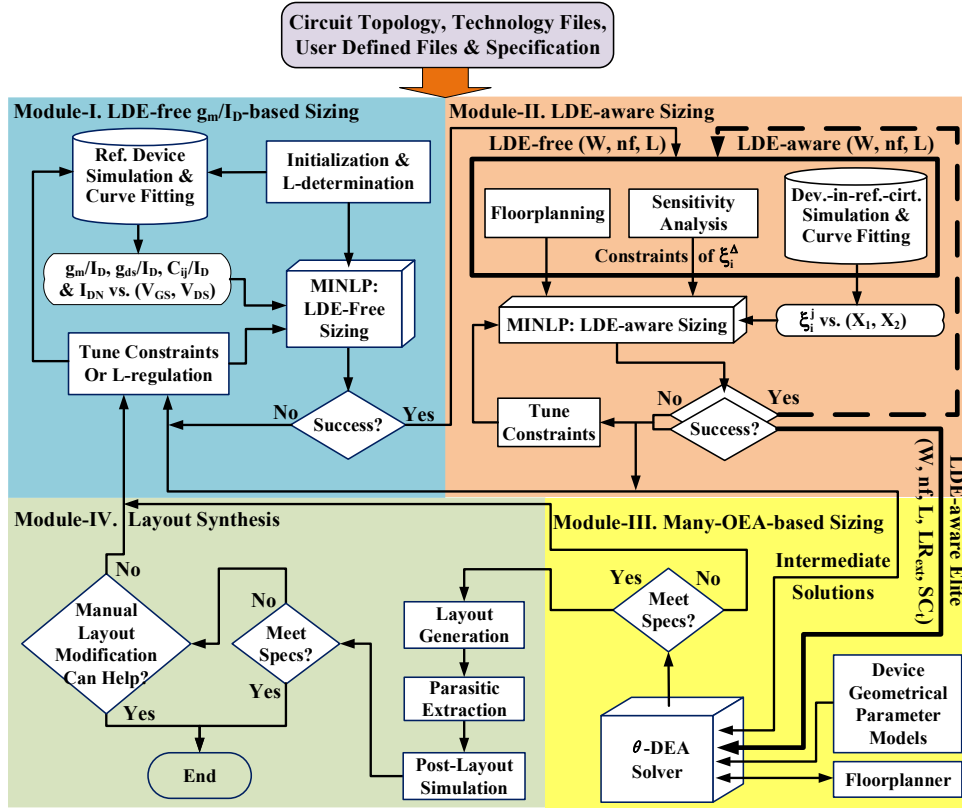 Circuit Topology, Technology Files,
User Defined Files & Specification
Module-I. LDE-free gm/ID-based Sizing
Ref. Device
Simulation &
Curve Fitting
Initialization &
L-determination
gm/ID, gds/ID, Cij/ID
& IDN vs. (VGS, VDS)
MINLP:
LDE-Free
Sizing
Tune Constraints
Or L-regulation
No
Yes
Success?
Module-II. LDE-aware Sizing
LDE-free (W, nf, L)
LDE-aware (W, nf, L)
Floorplanning
Sensitivity
Analysis
Dev.-in-ref.-cirt.
Simulation &
Curve Fitting
Constraints of ξiΔ
MINLP: LDE-aware Sizing
ξij vs. (X1, X2)
No
Yes
Tune
Constraints
Success?
LDE-aware Elite
(W, nf, L, LRext, SCt)
Module-IV. Layout Synthesis
No
Manual
Layout
Modification
Can Help?
Yes
No
Meet
Specs?
Yes
End
Layout
Generation
Parasitic
Extraction
Post-Layout
Simulation
Module-III. Many-OEA-based Sizing
Yes
No
Meet
Specs?
Intermediate
Solutions
θ-DEA
Solver
Device
Geometrical
Parameter
Models
Floorplanner